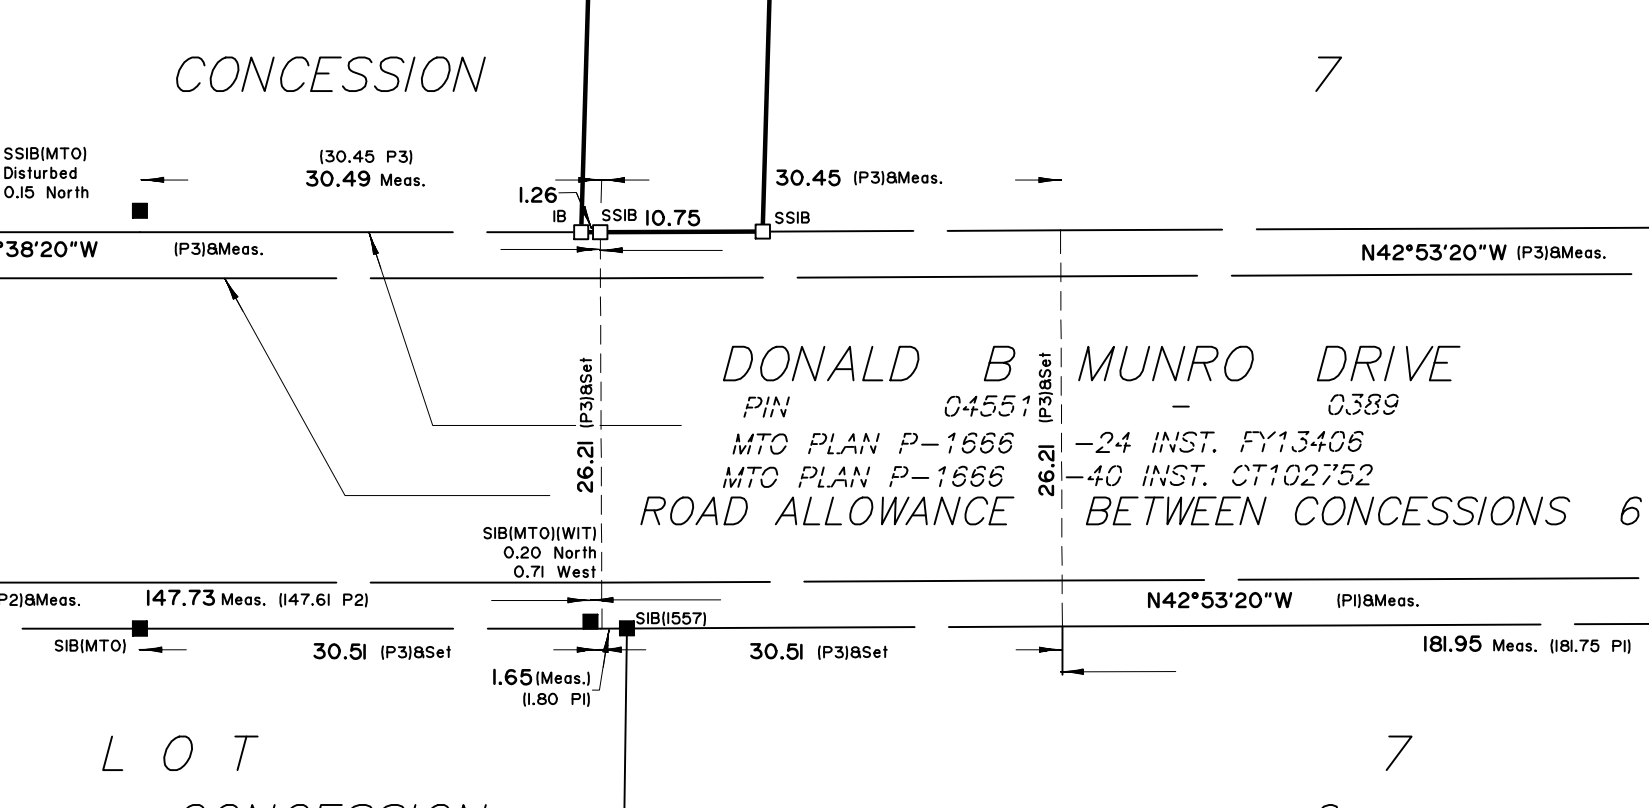 CONCESSION 7
SSIB(MTO)
Disturbed
0.15 North
(30.45 P3)
30.49 Meas.
1.26
IB
SSIB
10.75
30.45 (P3)&Meas.
SSIB
°38'20"W (P3)&Meas.
N42°53'20"W (P3)&Meas.
26.21 (P3)&Set
26.21 (P3)&Set
DONALD B MUNRO DRIVE
PIN 04551 - 0389
MTO PLAN P-1666 -24 INST. FY13406
MTO PLAN P-1666 -40 INST. CT102752
ROAD ALLOWANCE BETWEEN CONCESSIONS 6
SIB(MTO)(WIT)
0.20 North
0.71 West
P2)&Meas.
147.73 Meas. (147.61 P2)
N42°53'20"W (P1)&Meas.
SIB(MTO)
SIB(1557)
30.51 (P3)&Set
30.51 (P3)&Set
181.95 Meas. (181.75 P1)
1.65(Meas.)
(1.80 P1)
LOT 7
CONCESSION